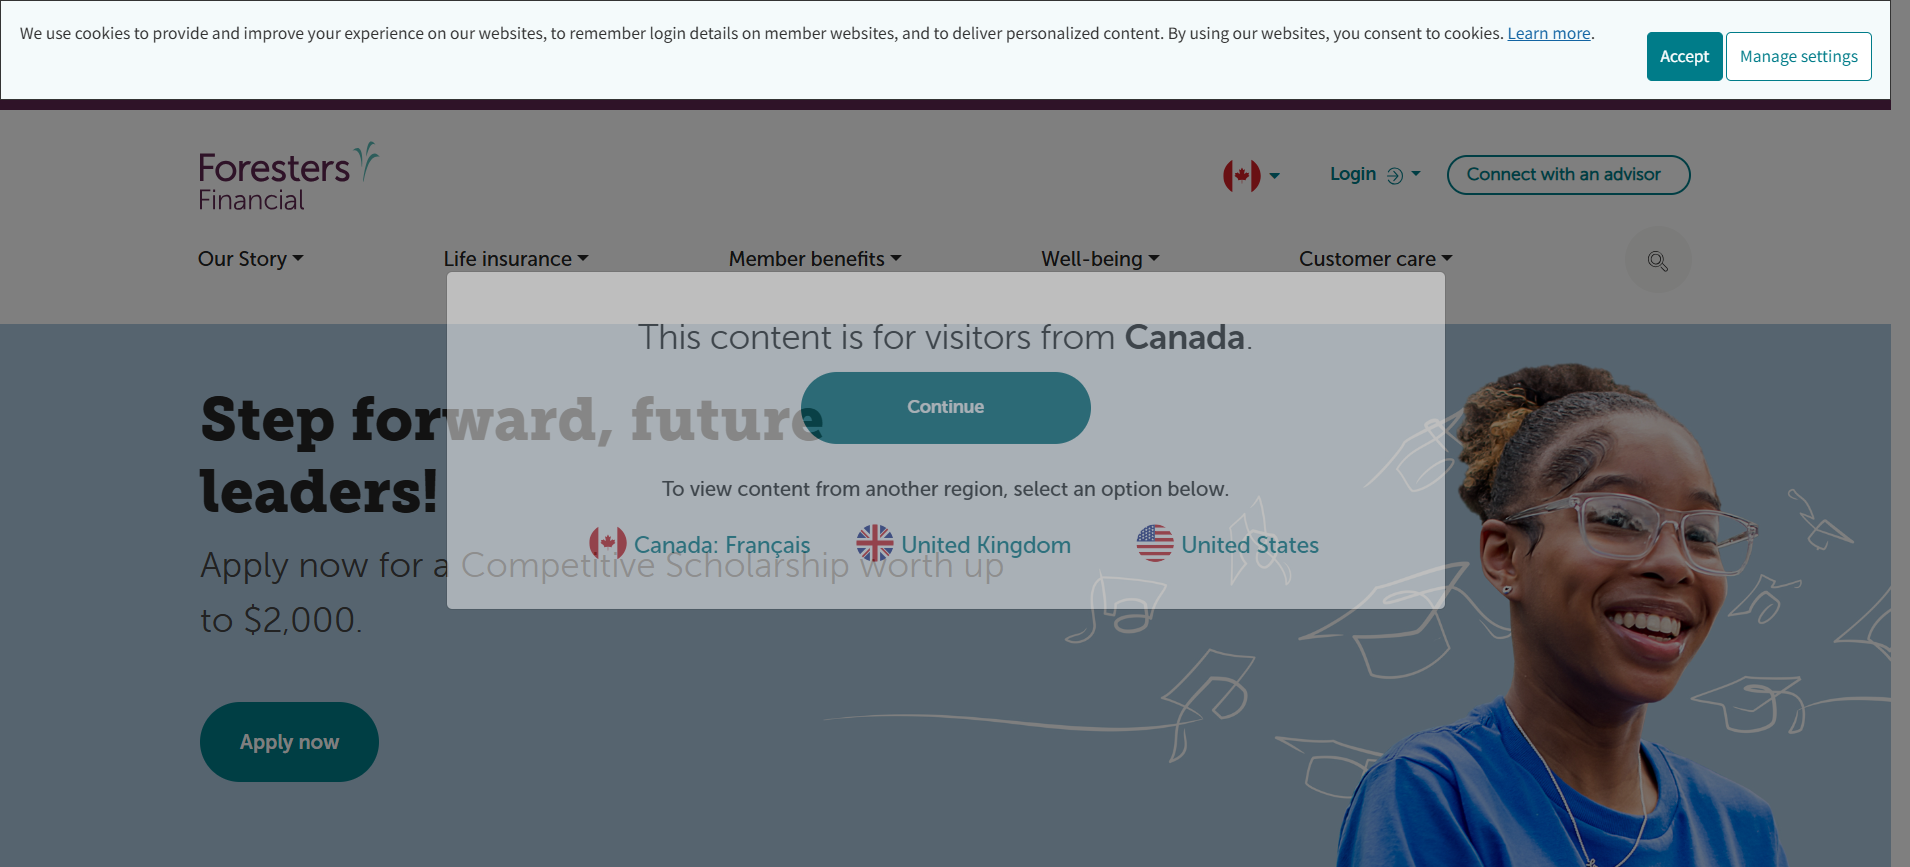 We use cookies to provide and improve your experience on our websites, to remember login details on member websites, and to deliver personalized content. By using our websites, you consent to cookies. Learn more.
Accept
Manage settings
Foresters
Financial
Login
Connect with an advisor
Our Story
Life insurance
Member benefits
Well-being
Customer care
This content is for visitors from Canada.
Continue
To view content from another region, select an option below.
Canada: Français
United Kingdom
United States
Step forward, future
leaders!
Apply now for a Competitive Scholarship worth up
to $2,000.
Apply now